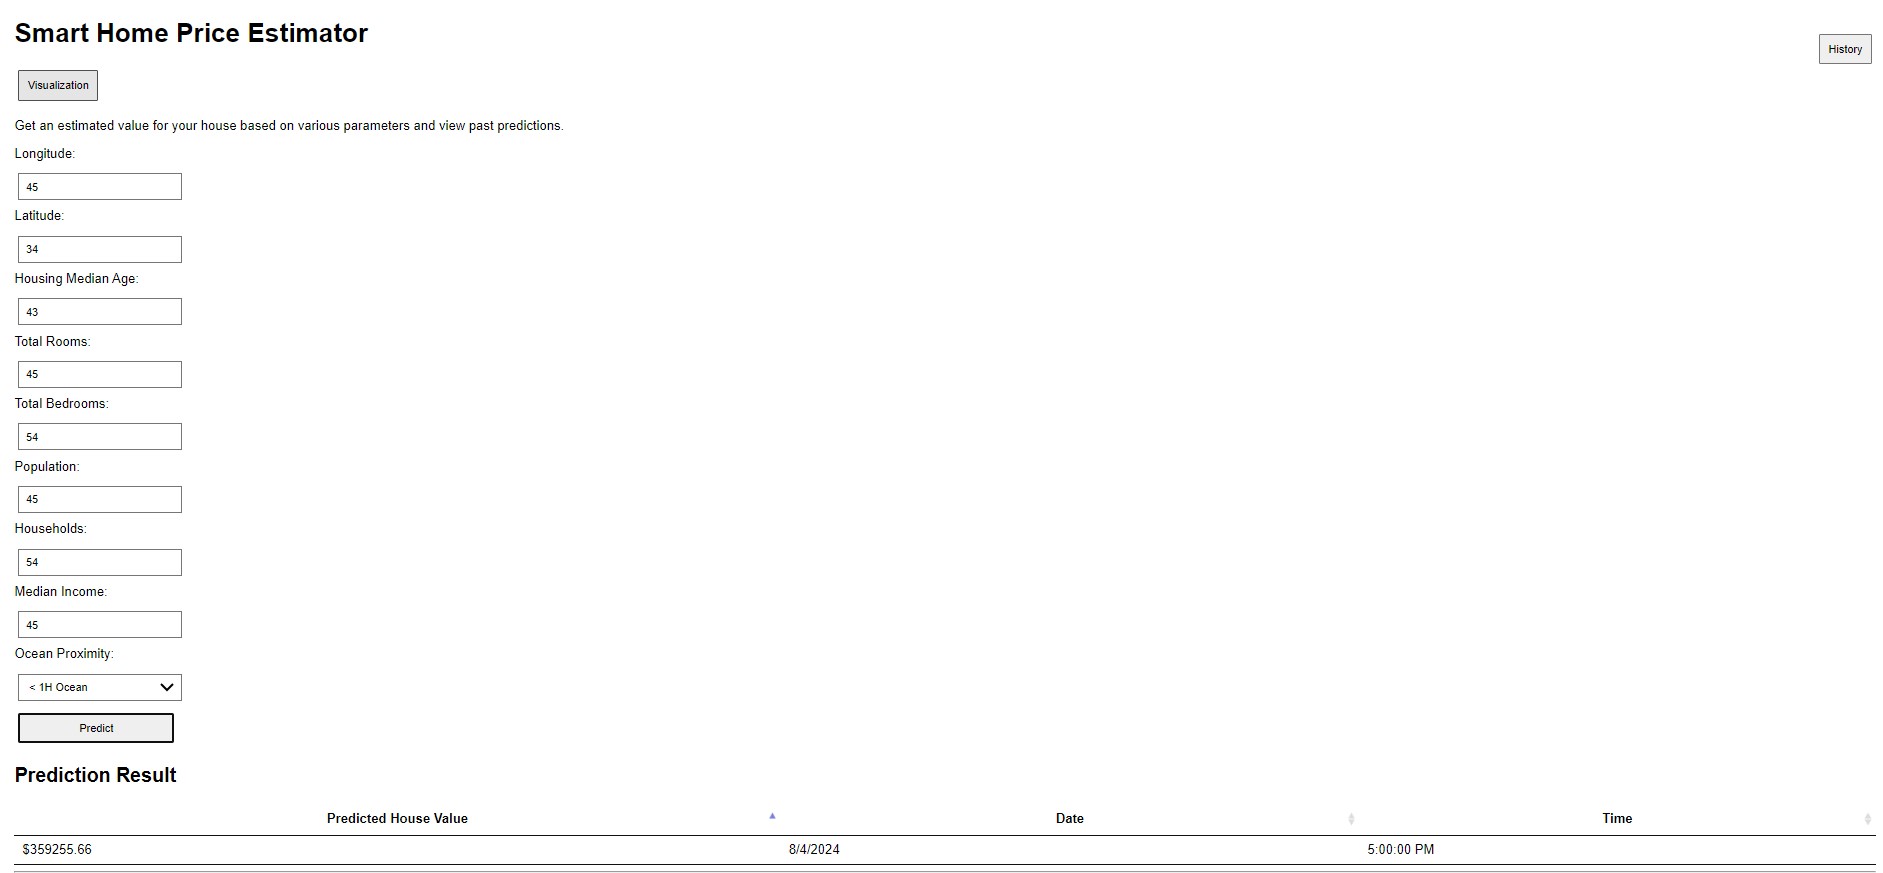 Smart Home Price Estimator
History
Visualization
Get an estimated value for your house based on various parameters and view past predictions.
Longitude:
45
Latitude:
34
Housing Median Age:
43
Total Rooms:
45
Total Bedrooms:
54
Population:
45
Households:
54
Median Income:
45
Ocean Proximity:
< 1H Ocean
Predict
Prediction Result
Predicted House Value Date Time
$359255.66 8/4/2024 5:00:00 PM